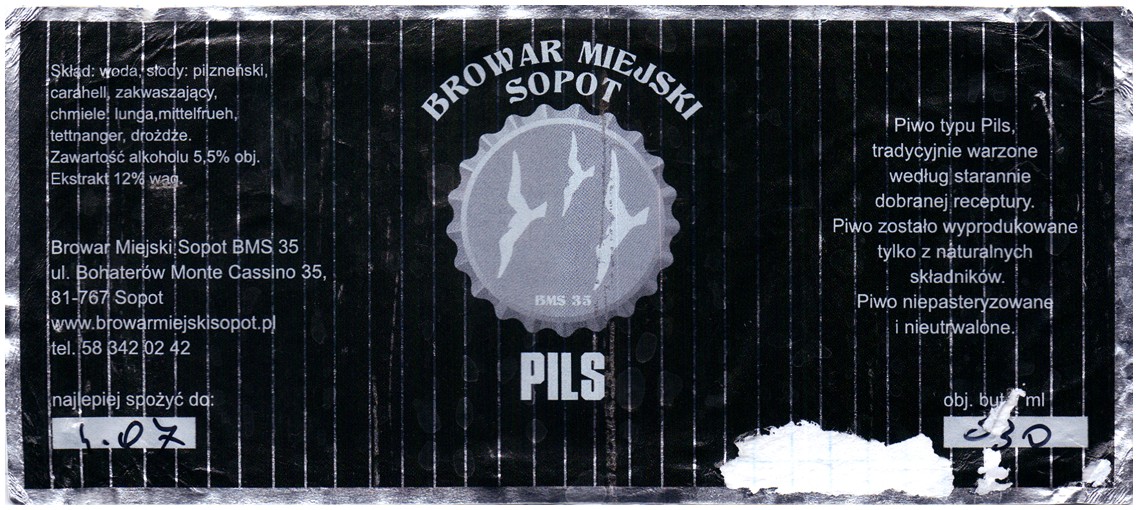 Skład: woda, słody: pilzneński,
carahell, zakwaszający,
chmiele: lunga,mittelfrueh,
tettnanger, drożdże.
Zawartość alkoholu 5,5% obj.
Ekstrakt 12% wag.
Browar Miejski Sopot BMS 35
ul. Bohaterów Monte Cassino 35,
81-767 Sopot
www.browarmiejskisopot.pl
tel. 58 342 02 42
najlepiej spożyć do:
BROWAR MIEJSKI
SOPOT
BMS 35
PILS
Piwo typu Pils,
tradycyjnie warzone
według starannie
dobranej receptury.
Piwo zostało wyprodukowane
tylko z naturalnych
składników.
Piwo niepasteryzowane
i nieutrwalone.
obj. ml